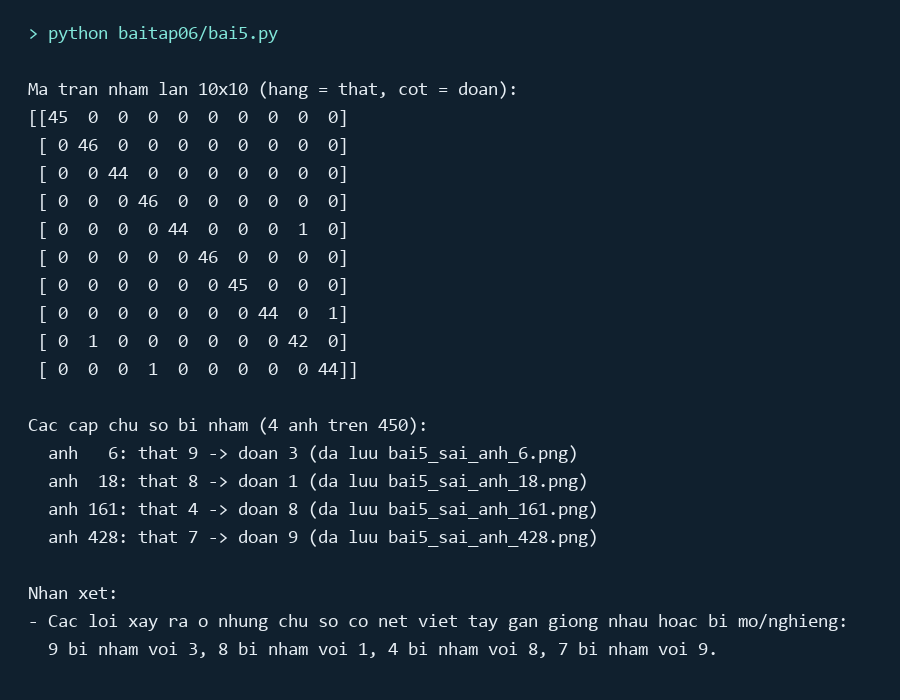 > python baitap06/bai5.py
Ma tran nham lan 10x10 (hang = that, cot = doan):
[[45  0  0  0  0  0  0  0  0  0]
 [ 0 46  0  0  0  0  0  0  0  0]
 [ 0  0 44  0  0  0  0  0  0  0]
 [ 0  0  0 46  0  0  0  0  0  0]
 [ 0  0  0  0 44  0  0  0  1  0]
 [ 0  0  0  0  0 46  0  0  0  0]
 [ 0  0  0  0  0  0 45  0  0  0]
 [ 0  0  0  0  0  0  0 44  0  1]
 [ 0  1  0  0  0  0  0  0 42  0]
 [ 0  0  0  1  0  0  0  0  0 44]]
Cac cap chu so bi nham (4 anh tren 450):
  anh   6: that 9 -> doan 3 (da luu bai5_sai_anh_6.png)
  anh  18: that 8 -> doan 1 (da luu bai5_sai_anh_18.png)
  anh 161: that 4 -> doan 8 (da luu bai5_sai_anh_161.png)
  anh 428: that 7 -> doan 9 (da luu bai5_sai_anh_428.png)
Nhan xet:
- Cac loi xay ra o nhung chu so co net viet tay gan giong nhau hoac bi mo/nghieng:
  9 bi nham voi 3, 8 bi nham voi 1, 4 bi nham voi 8, 7 bi nham voi 9.